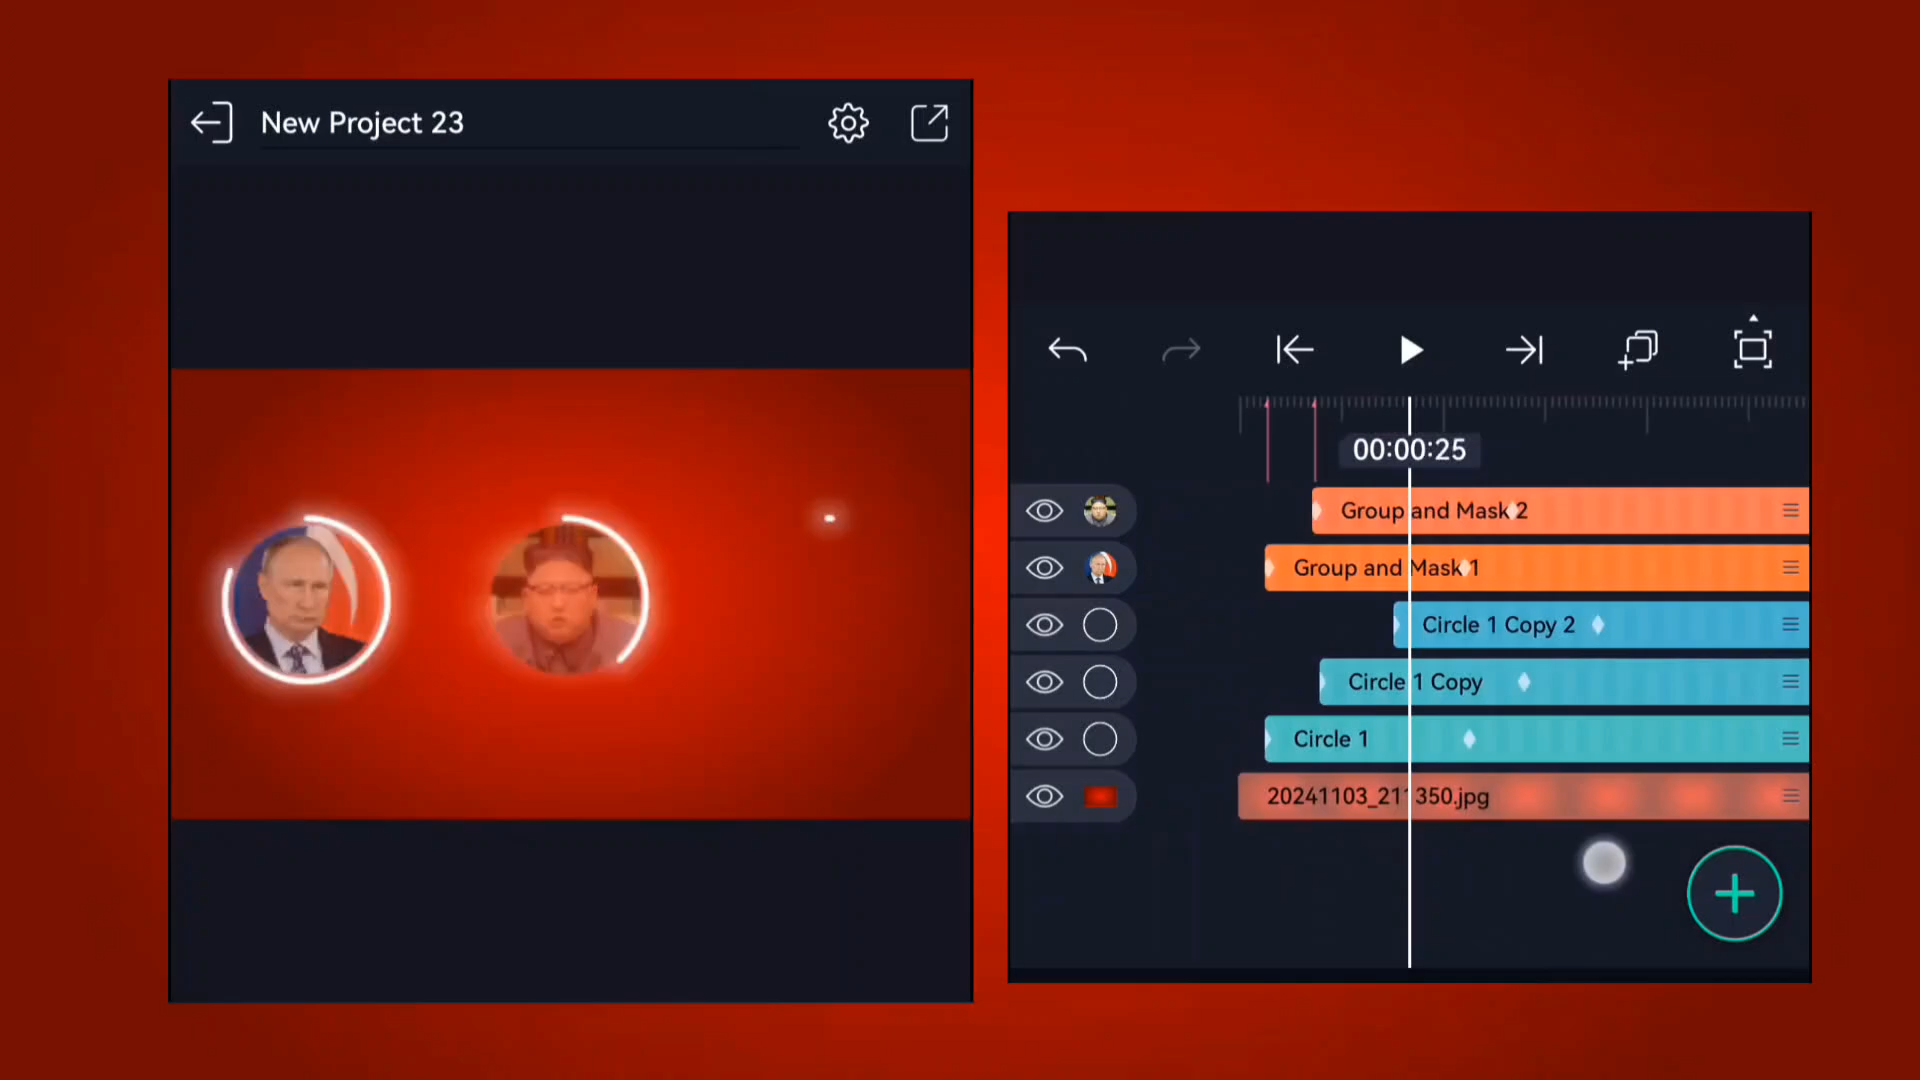 New Project 23
00:00:25
Group and Mask 2
Group and Mask 1
Circle 1 Copy 2
Circle 1 Copy
Circle 1
20241103_211350.jpg